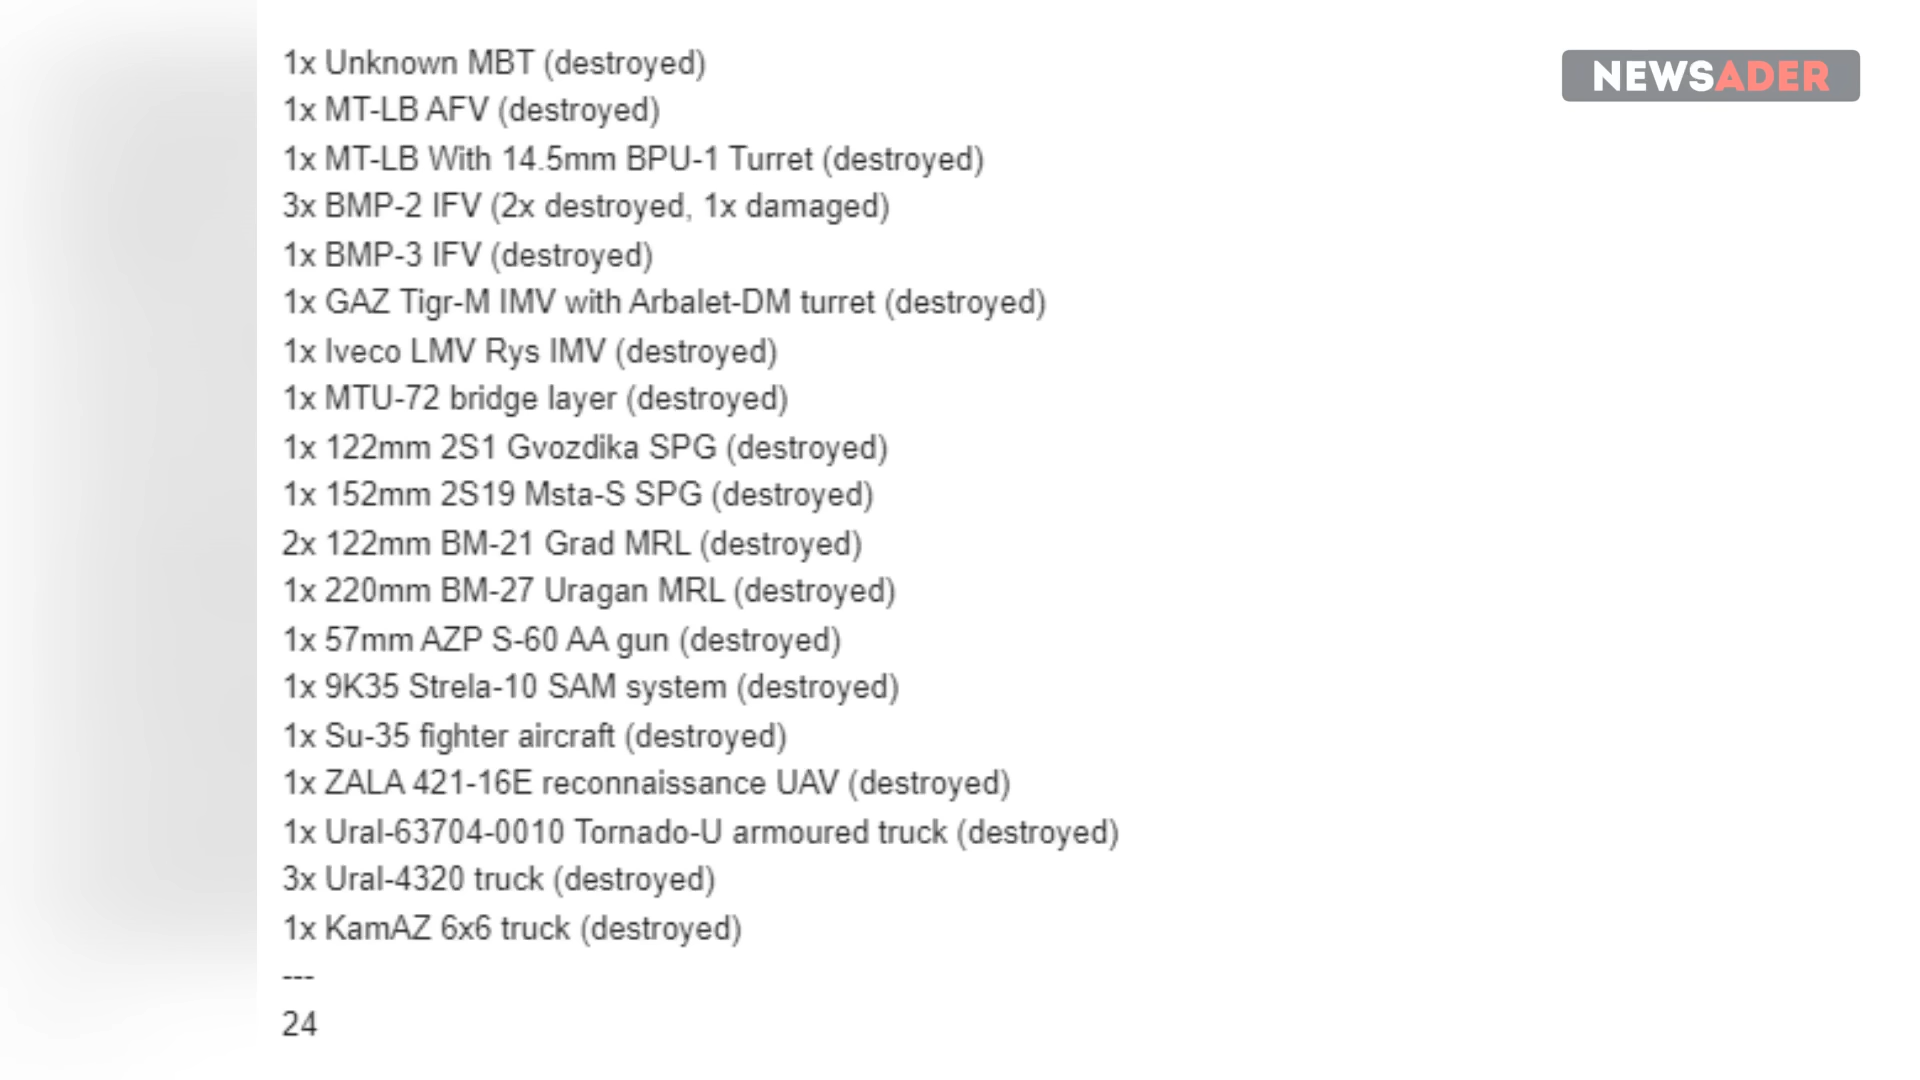 1x Unknown MBT (destroyed)
NEWSADER
1x MT-LB AFV (destroyed)
1x MT-LB With 14.5mm BPU-1 Turret (destroyed)
3x BMP-2 IFV (2x destroyed, 1x damaged)
1x BMP-3 IFV (destroyed)
1x GAZ Tigr-M IMV with Arbalet-DM turret (destroyed)
1x Iveco LMV Rys IMV (destroyed)
1x MTU-72 bridge layer (destroyed)
1x 122mm 2S1 Gvozdika SPG (destroyed)
1x 152mm 2S19 Msta-S SPG (destroyed)
2x 122mm BM-21 Grad MRL (destroyed)
1x 220mm BM-27 Uragan MRL (destroyed)
1x 57mm AZP S-60 AA gun (destroyed)
1x 9K35 Strela-10 SAM system (destroyed)
1x Su-35 fighter aircraft (destroyed)
1x ZALA 421-16E reconnaissance UAV (destroyed)
1x Ural-63704-0010 Tornado-U armoured truck (destroyed)
3x Ural-4320 truck (destroyed)
1x KamAZ 6x6 truck (destroyed)
---
24